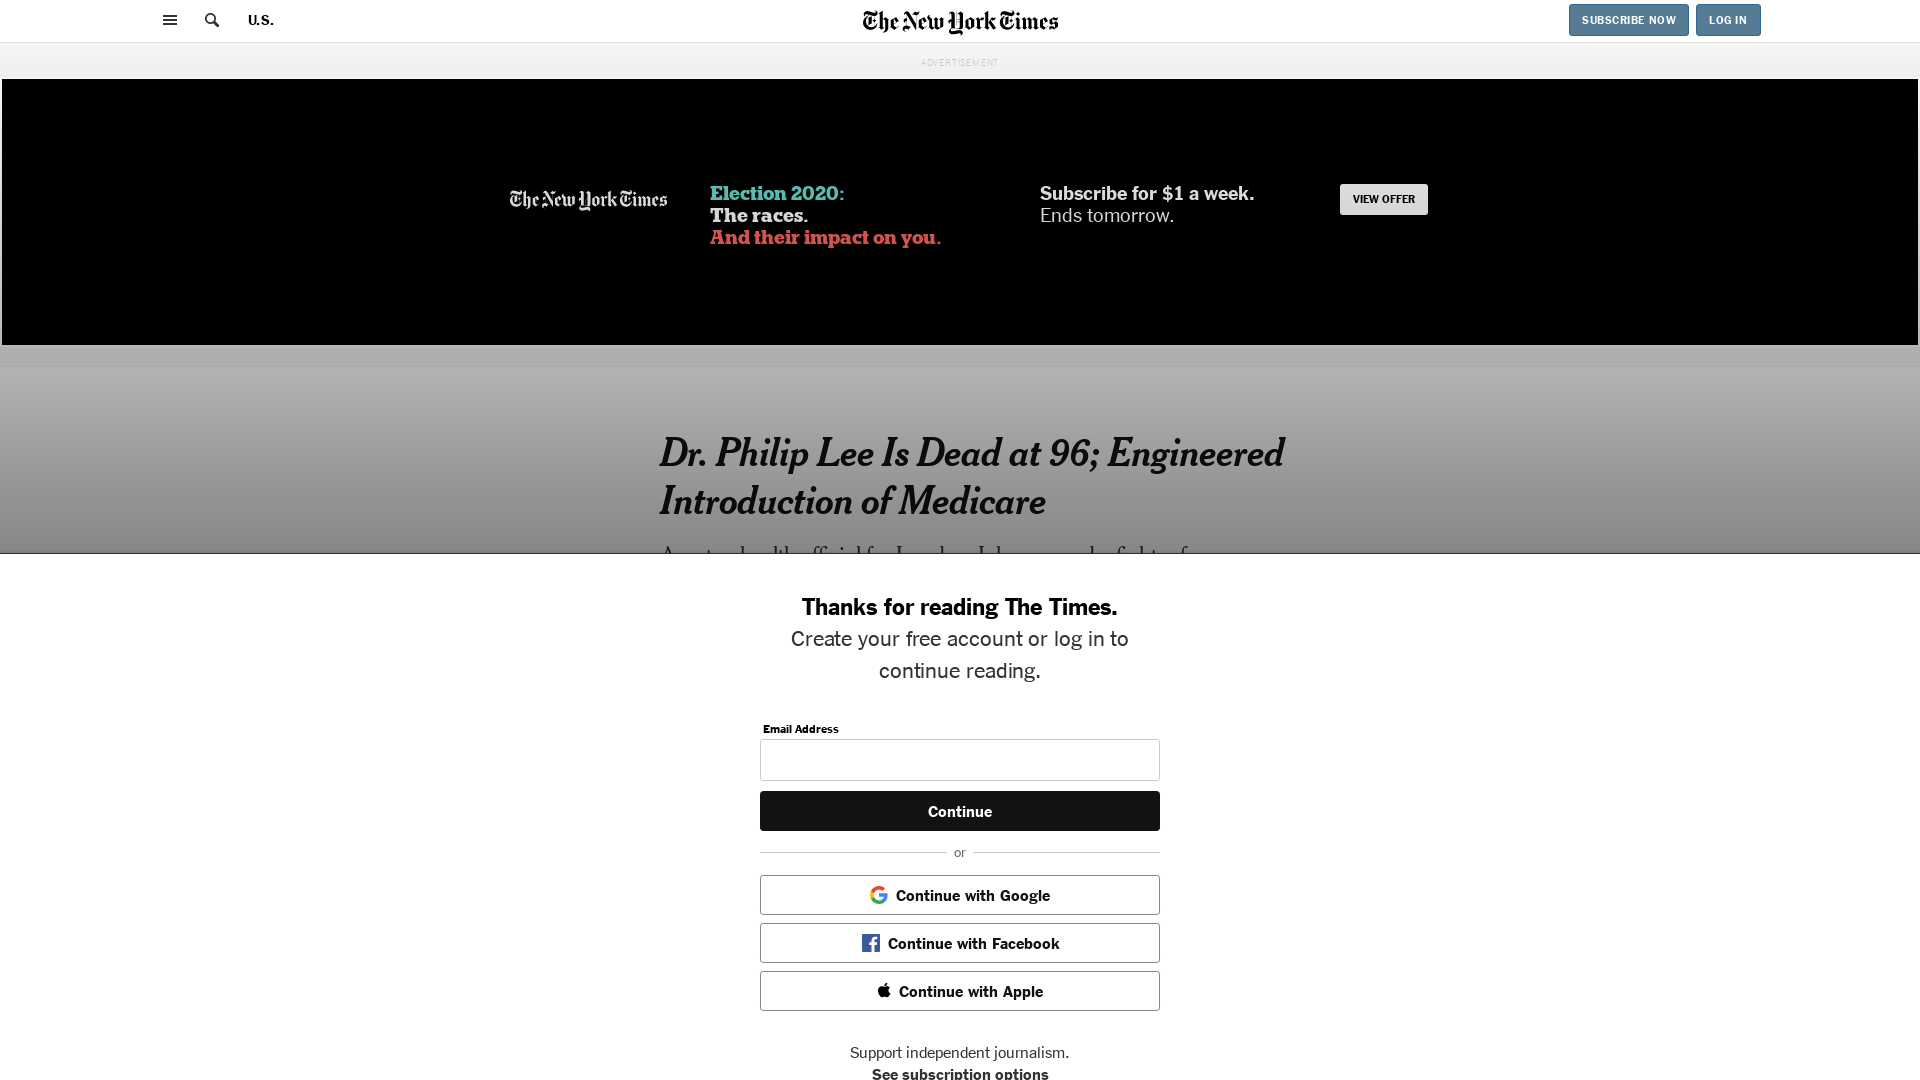 U.S.
The New York Times
SUBSCRIBE NOW
LOG IN
ADVERTISEMENT
The New York Times
Election 2020:
The races.
And their impact on you.
Subscribe for $1 a week.
Ends tomorrow.
VIEW OFFER
Dr. Philip Lee Is Dead at 96; Engineered
Introduction of Medicare
Thanks for reading The Times.
Create your free account or log in to
continue reading.
Email Address
Continue
or
Continue with Google
Continue with Facebook
Continue with Apple
Support independent journalism.
See subscription options